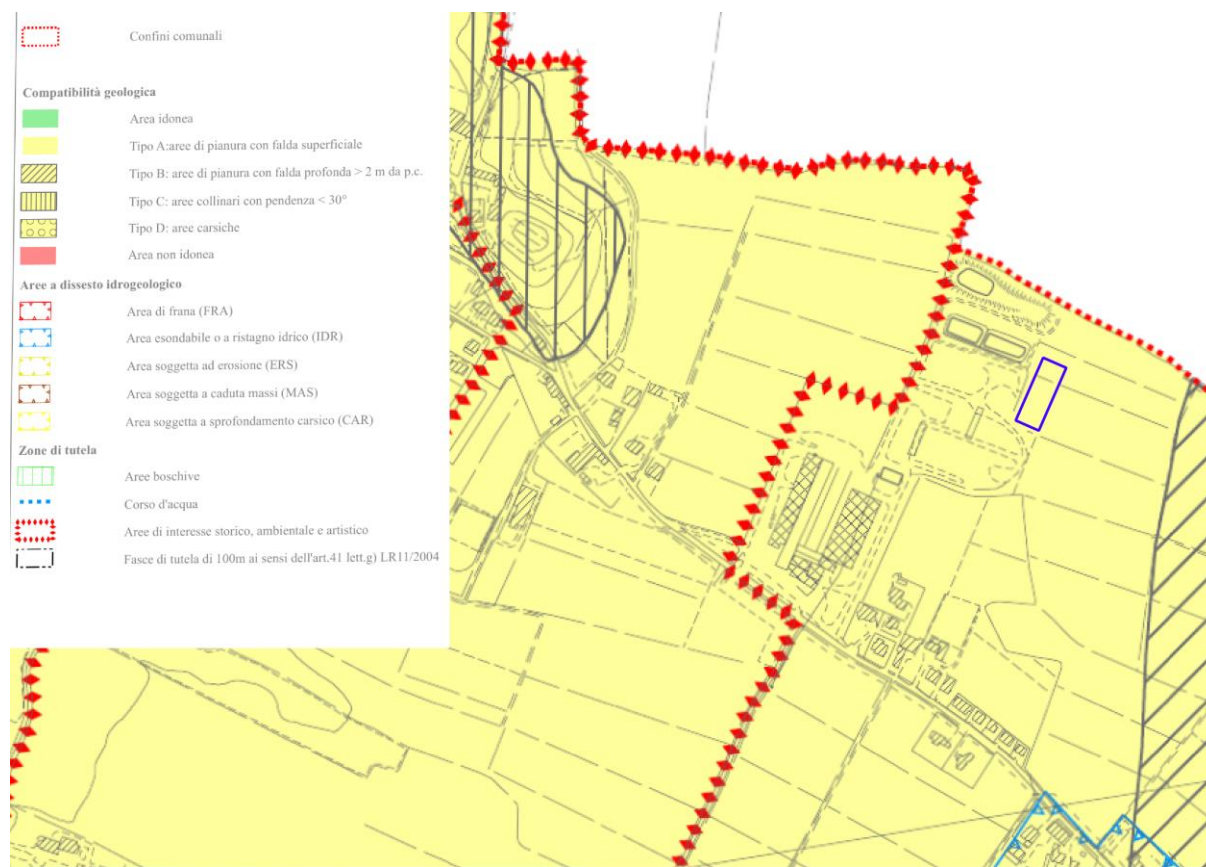 Confini comunali
Compatibilità geologica
Area idonea
Tipo A:aree di pianura con falda superficiale
Tipo B: aree di pianura con falda profonda > 2 m da p.c.
Tipo C: aree collinari con pendenza < 30°
Tipo D: aree carsiche
Area non idonea
Aree a dissesto idrogeologico
Area di frana (FRA)
Area esondabile o a ristagno idrico (IDR)
Area soggetta ad erosione (ERS)
Area soggetta a caduta massi (MAS)
Area soggetta a sprofondamento carsico (CAR)
Zone di tutela
Aree boschive
Corso d'acqua
Aree di interesse storico, ambientale e artistico
Fasce di tutela di 100m ai sensi dell'art.41 lett.g) LR11/2004